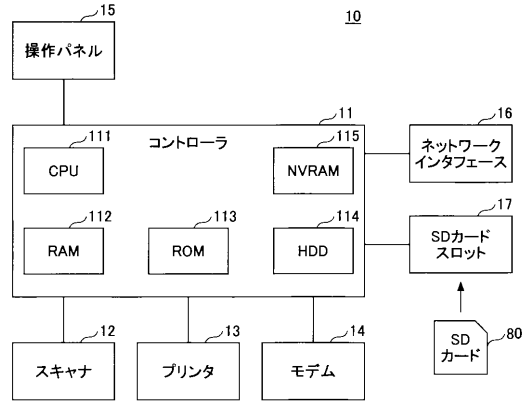 15
10
操作パネル
11
コントローラ
111
CPU
115
NVRAM
16
ネットワーク
インタフェース
112
RAM
113
ROM
114
HDD
17
SDカード
スロット
12
スキャナ
13
プリンタ
14
モデム
80
SD
カード